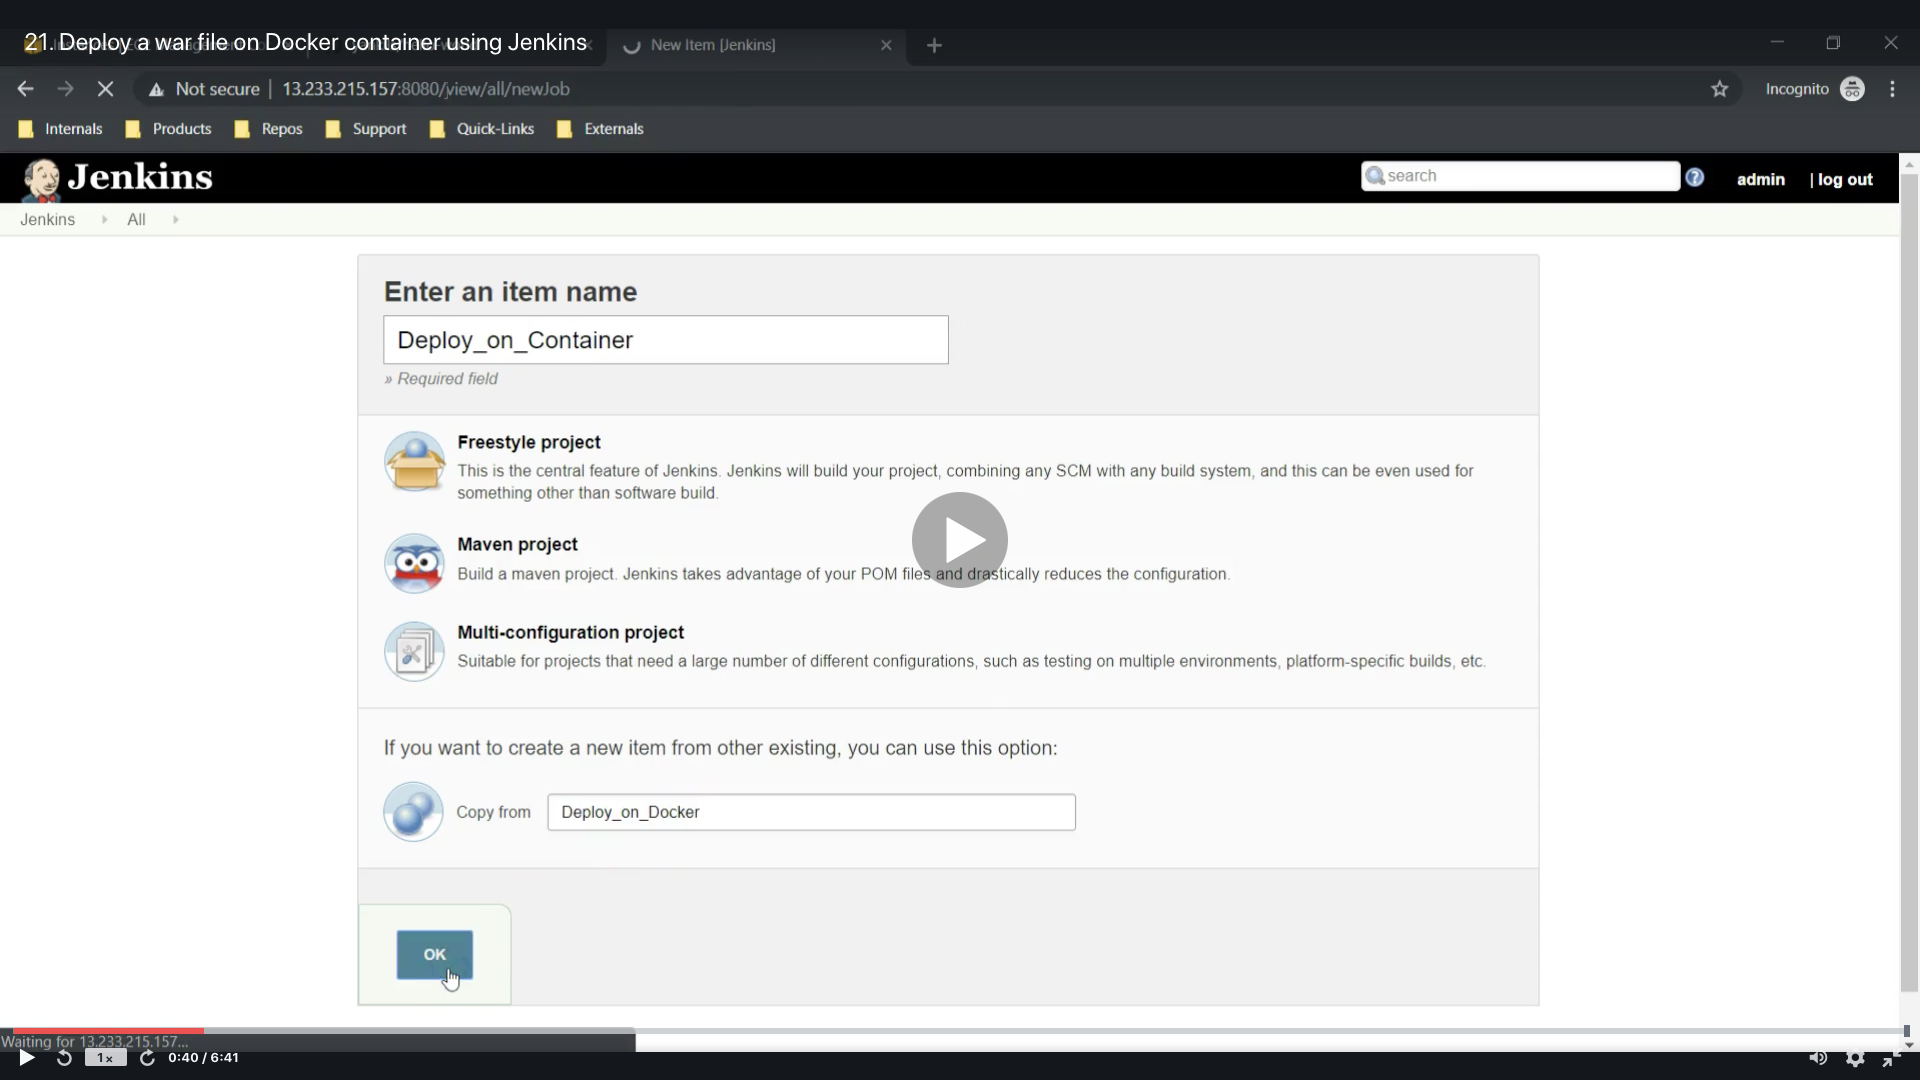 21. Deploy a war file on Docker container using Jenkins
New Item [Jenkins]
Not secure | 13.233.215.157:8080/view/all/newJob
Incognito
Internals Products Repos Support Quick-Links Externals
Jenkins
search
admin | log out
Jenkins All
Enter an item name
Deploy_on_Container
» Required field
Freestyle project
This is the central feature of Jenkins. Jenkins will build your project, combining any SCM with any build system, and this can be even used for
something other than software build.
Maven project
Build a maven project. Jenkins takes advantage of your POM files and drastically reduces the configuration.
Multi-configuration project
Suitable for projects that need a large number of different configurations, such as testing on multiple environments, platform-specific builds, etc.
If you want to create a new item from other existing, you can use this option:
Copy from Deploy_on_Docker
OK
Waiting for 13.233.215.157...
1x 0:40 / 6:41